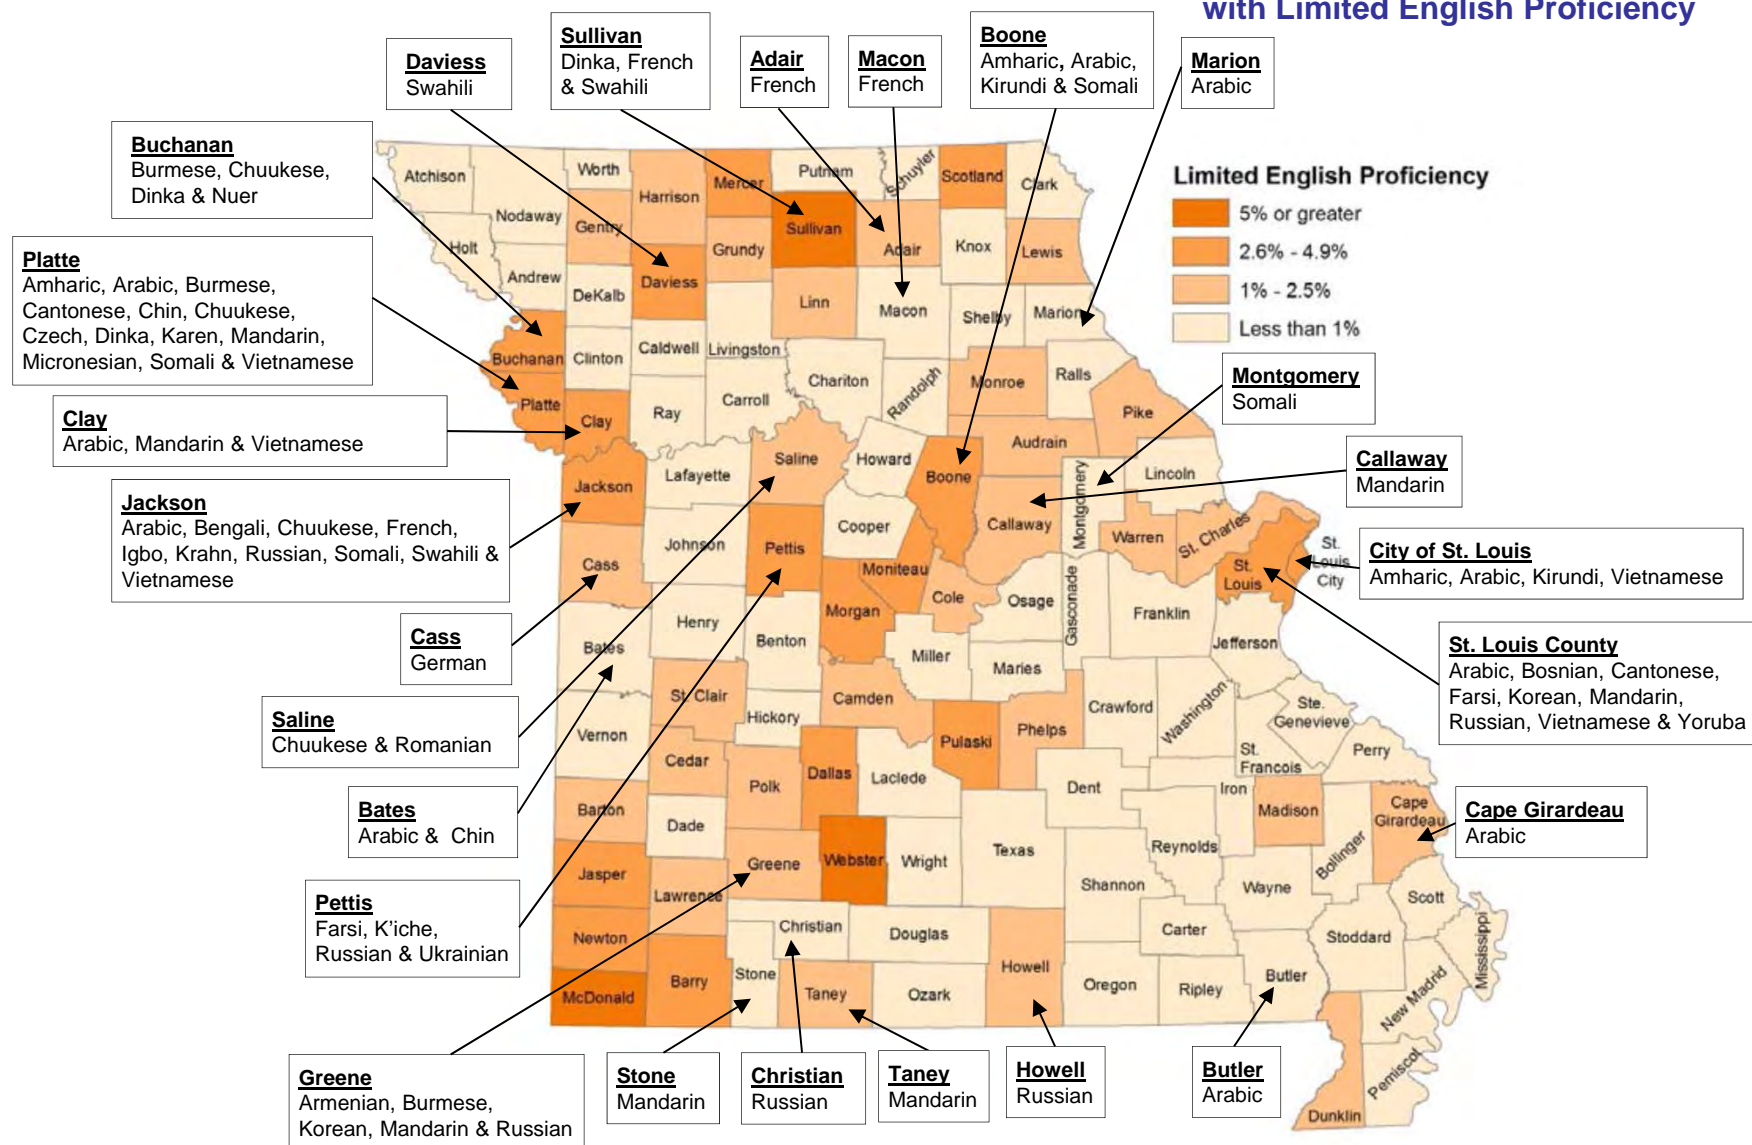 with Limited English Proficiency
Daviess
Swahili
Sullivan
Dinka, French
& Swahili
Adair
French
Macon
French
Boone
Amharic, Arabic,
Kirundi & Somali
Marion
Arabic
Buchanan
Burmese, Chuukese,
Dinka & Nuer
Platte
Amharic, Arabic, Burmese,
Cantonese, Chin, Chuukese,
Czech, Dinka, Karen, Mandarin,
Micronesian, Somali & Vietnamese
Clay
Arabic, Mandarin & Vietnamese
Jackson
Arabic, Bengali, Chuukese, French,
Igbo, Krahn, Russian, Somali, Swahili &
Vietnamese
Cass
German
Saline
Chuukese & Romanian
Bates
Arabic & Chin
Pettis
Farsi, K'iche,
Russian & Ukrainian
Greene
Armenian, Burmese,
Korean, Mandarin & Russian
Stone
Mandarin
Christian
Russian
Taney
Mandarin
Howell
Russian
Butler
Arabic
Limited English Proficiency
5% or greater
2.6% - 4.9%
1% - 2.5%
Less than 1%
Montgomery
Somali
Callaway
Mandarin
City of St. Louis
Amharic, Arabic, Kirundi, Vietnamese
St. Louis County
Arabic, Bosnian, Cantonese,
Farsi, Korean, Mandarin,
Russian, Vietnamese & Yoruba
Cape Girardeau
Arabic
Atchison
Nodaway
Worth
Harrison
Mercer
Putnam
Schuyler
Scotland
Clark
Holt
Andrew
Gentry
DeKalb
Daviess
Grundy
Sullivan
Adair
Knox
Lewis
Linn
Macon
Shelby
Marion
Buchanan
Clinton
Caldwell
Livingston
Chariton
Randolph
Monroe
Ralls
Pike
Platte
Clay
Ray
Carroll
Saline
Howard
Boone
Audrain
Callaway
Montgomery
Lincoln
Warren
St. Charles
St.
Louis
St.
Louis
City
Jackson
Lafayette
Johnson
Pettis
Cooper
Moniteau
Cole
Osage
Gasconade
Franklin
Jefferson
Cass
Bates
Henry
Benton
Morgan
Miller
Maries
Vernon
St. Clair
Hickory
Camden
Pulaski
Phelps
Crawford
Washington
Ste.
Genevieve
St.
Francois
Perry
Barton
Cedar
Polk
Dallas
Laclede
Dent
Iron
Madison
Cape
Girardeau
Bollinger
Jasper
Dade
Greene
Webster
Wright
Texas
Shannon
Reynolds
Wayne
Scott
Lawrence
Newton
Christian
Douglas
Howell
Carter
Stoddard
Mississippi
McDonald
Barry
Stone
Taney
Ozark
Oregon
Ripley
Butler
New Madrid
Pemiscot
Dunklin